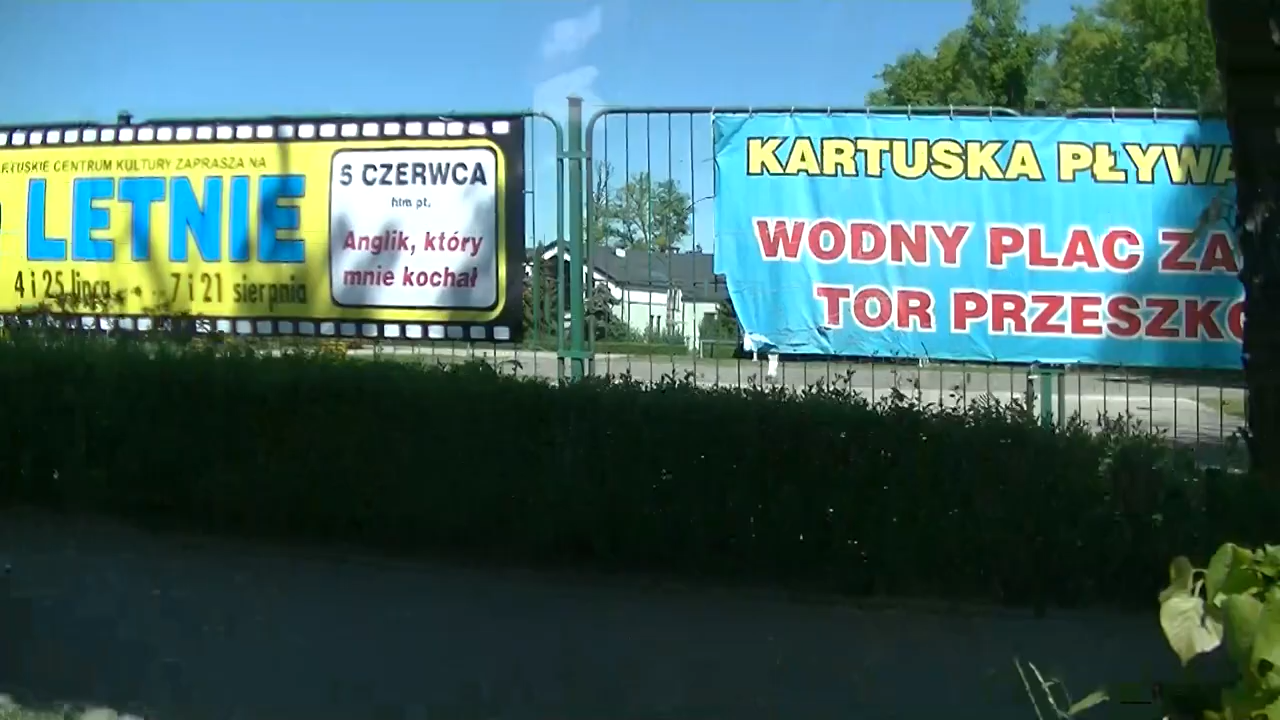 CENTRUM KULTURY ZAPRASZA NA
LETNIE
4 i 25 lipca 7 i 21 sierpnia
5 CZERWCA
film pt.
Anglik, który
mnie kochał
KARTUSKA PŁYWA
WODNY PLAC ZA
TOR PRZESZKO